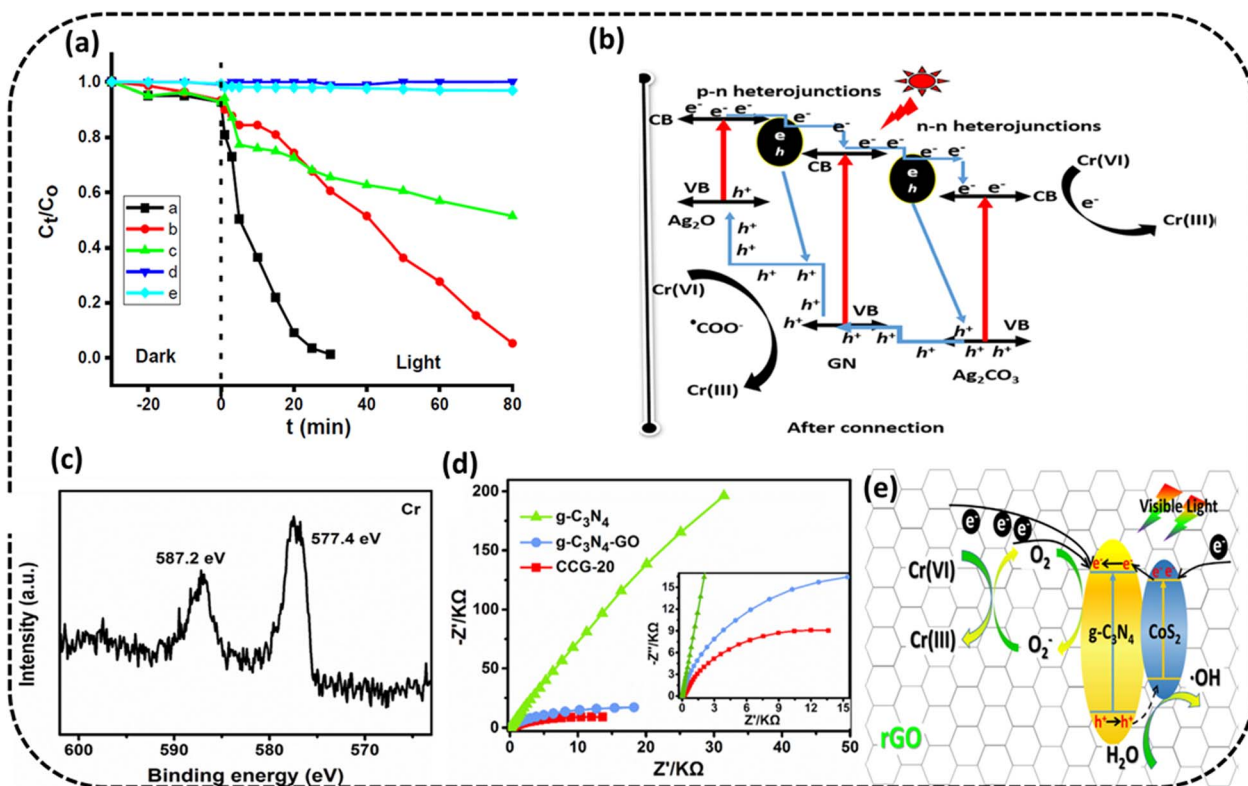 (a)
1.0
0.8
0.6
0.4
0.2
0.0
Cₜ/C₀
a
b
c
d
e
Dark
Light
-20
0
20
40
60
80
t (min)
(b)
p-n heterojunctions
n-n heterojunctions
CB
e⁻ e⁻ e⁻
e⁻
e⁻
e
h
e⁻
e⁻ e⁻
e⁻ e⁻
CB
e
h
e⁻ e⁻
CB
Cr(VI)
e⁻
Cr(III)
VB
h⁺
Ag₂O
h⁺
h⁺
h⁺
h⁺
h⁺
h⁺
Cr(VI)
•COO⁻
Cr(III)
h⁺
VB
h⁺ h⁺
GN
h⁺
h⁺
VB
h⁺ h⁺
Ag₂CO₃
After connection
(c)
Cr
587.2 eV
577.4 eV
Intensity (a.u.)
600
590
580
570
Binding energy (eV)
(d)
g-C₃N₄
g-C₃N₄-GO
CCG-20
-Z'/KΩ
200
150
100
50
0
0
10
20
30
40
50
Z'/KΩ
-Z''/KΩ
15
12
9
6
3
0
0
3
6
9
12
15
Z'/KΩ
(e)
Visible Light
e⁻
e⁻
e⁻
e⁻
Cr(VI)
O₂
e⁻
e⁻
e⁻ e⁻
Cr(III)
O₂⁻
g-C₃N₄
CoS₂
·OH
h⁺ h⁺
H₂O
rGO